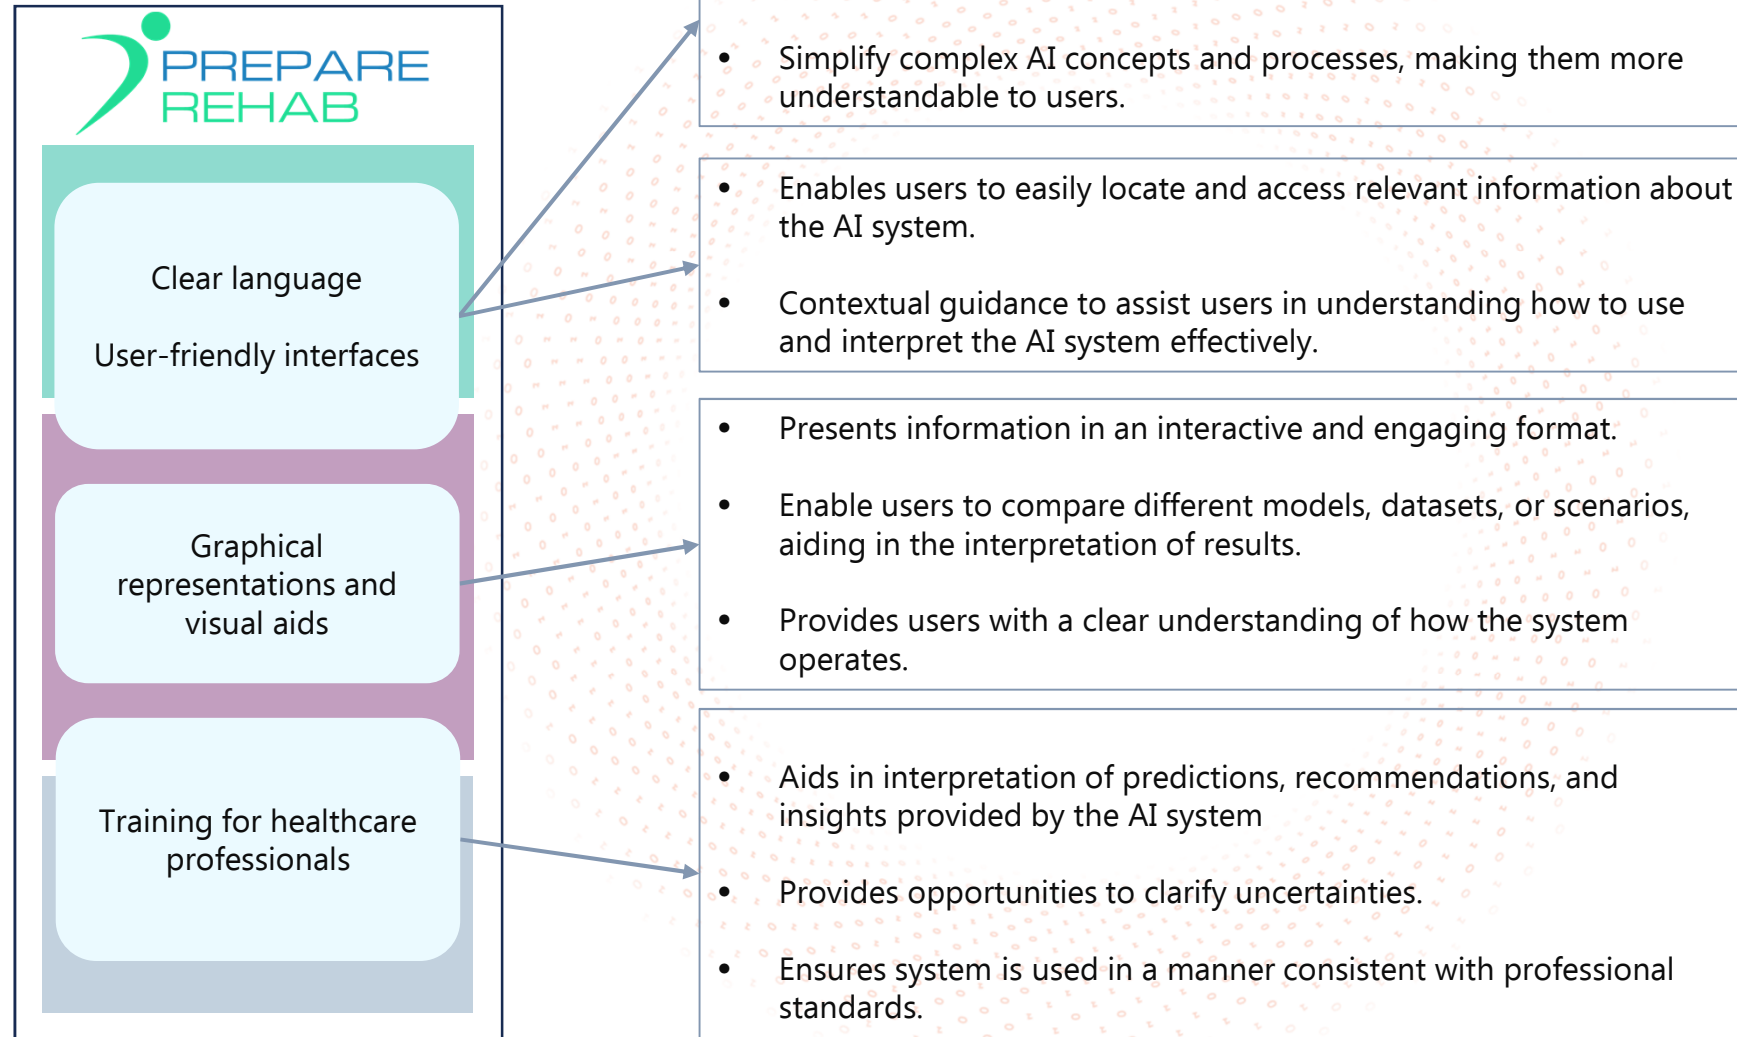 PREPARE
REHAB
Clear language
User-friendly interfaces
Graphical
representations and
visual aids
Training for healthcare
professionals
• Simplify complex AI concepts and processes, making them more
understandable to users.
• Enables users to easily locate and access relevant information about
the AI system.
• Contextual guidance to assist users in understanding how to use
and interpret the AI system effectively.
• Presents information in an interactive and engaging format.
• Enable users to compare different models, datasets, or scenarios,
aiding in the interpretation of results.
• Provides users with a clear understanding of how the system
operates.
• Aids in interpretation of predictions, recommendations, and
insights provided by the AI system
• Provides opportunities to clarify uncertainties.
• Ensures system is used in a manner consistent with professional
standards.